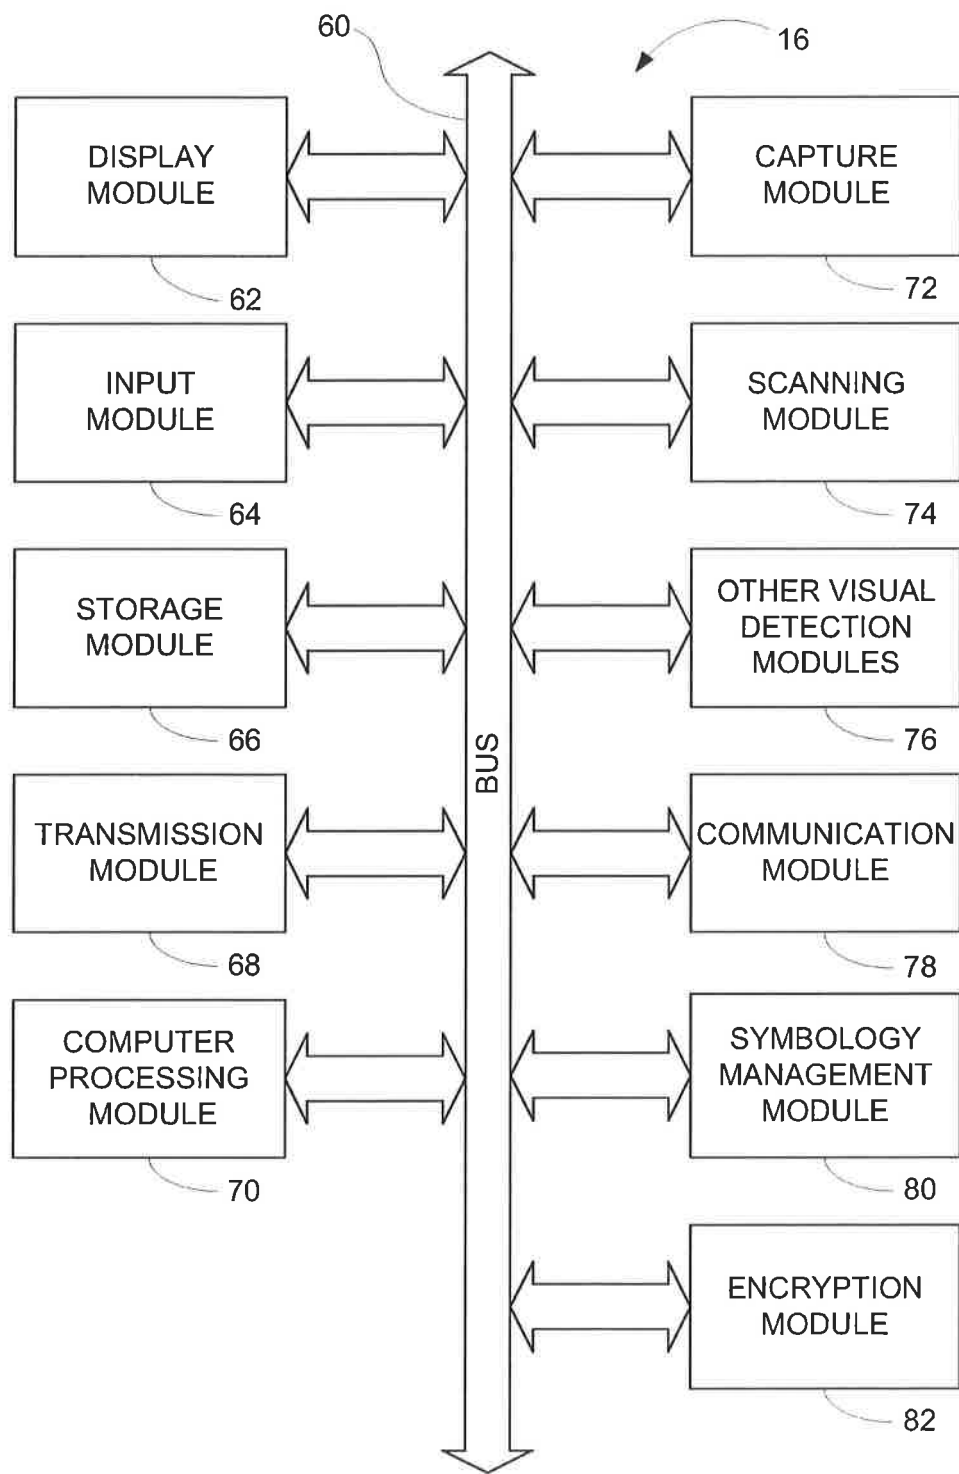 60
16
DISPLAY
MODULE
62
CAPTURE
MODULE
72
INPUT
MODULE
64
SCANNING
MODULE
74
STORAGE
MODULE
66
OTHER VISUAL
DETECTION
MODULES
76
BUS
TRANSMISSION
MODULE
68
COMMUNICATION
MODULE
78
COMPUTER
PROCESSING
MODULE
70
SYMBOLOGY
MANAGEMENT
MODULE
80
ENCRYPTION
MODULE
82